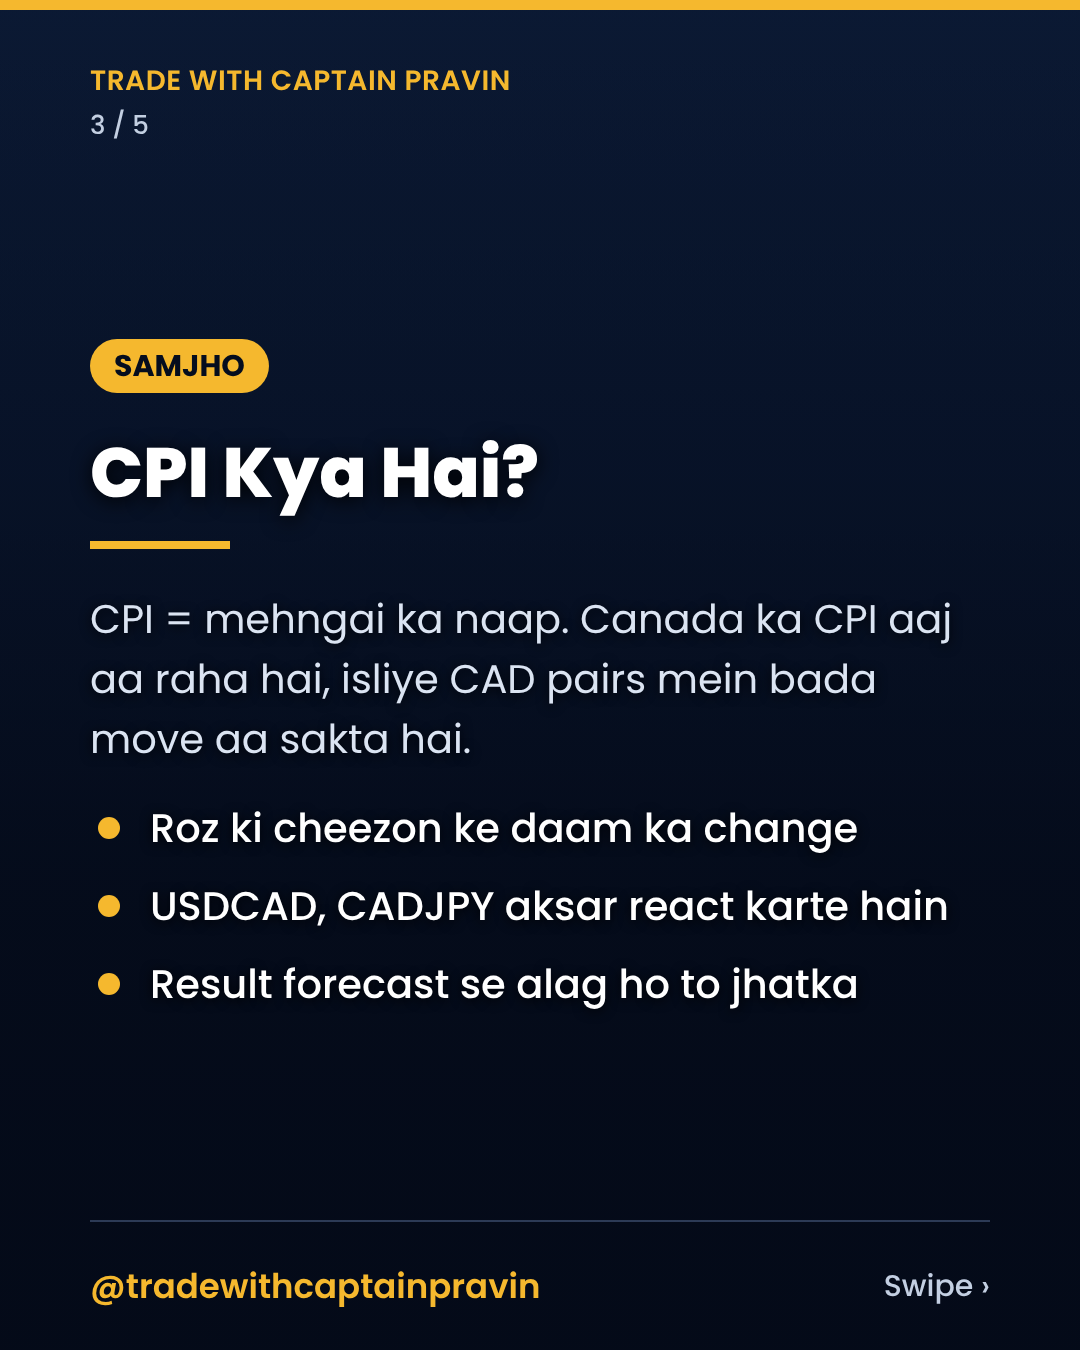 TRADE WITH CAPTAIN PRAVIN
3 / 5
SAMJHO
CPI Kya Hai?
CPI = mehngai ka naap. Canada ka CPI aaj
aa raha hai, isliye CAD pairs mein bada
move aa sakta hai.
Roz ki cheezon ke daam ka change
USDCAD, CADJPY aksar react karte hain
Result forecast se alag ho to jhatka
@tradewithcaptainpravin
Swipe ›